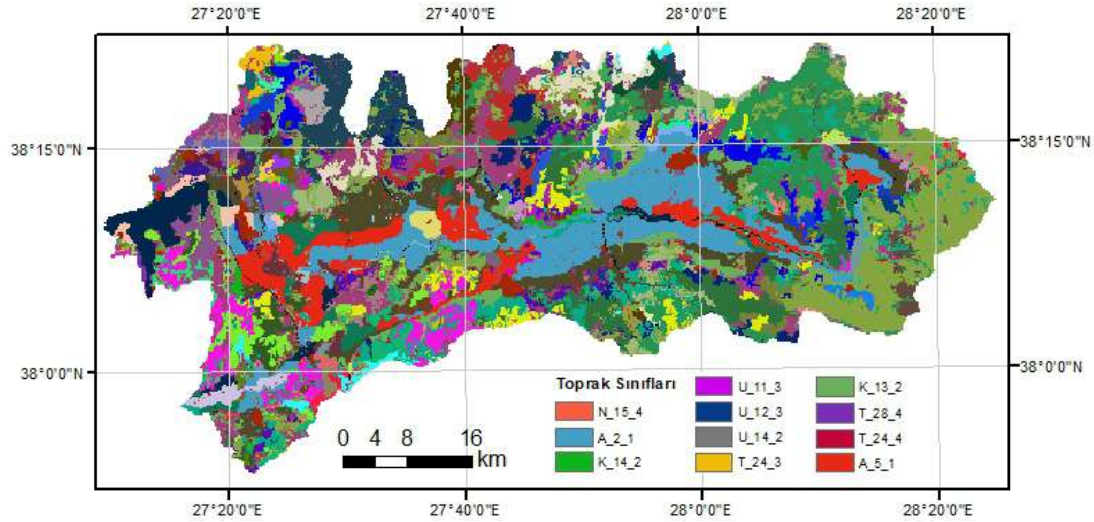 27°20'0"E 27°40'0"E 28°0'0"E 28°20'0"E
38°15'0"N 38°15'0"N
38°0'0"N 38°0'0"N
Toprak Sınıfları
N_15_4
A_2_1
K_14_2
U_11_3
U_12_3
U_14_2
T_24_3
K_13_2
T_28_4
T_24_4
A_5_1
0 4 8 16
km
27°20'0"E 27°40'0"E 28°0'0"E 28°20'0"E